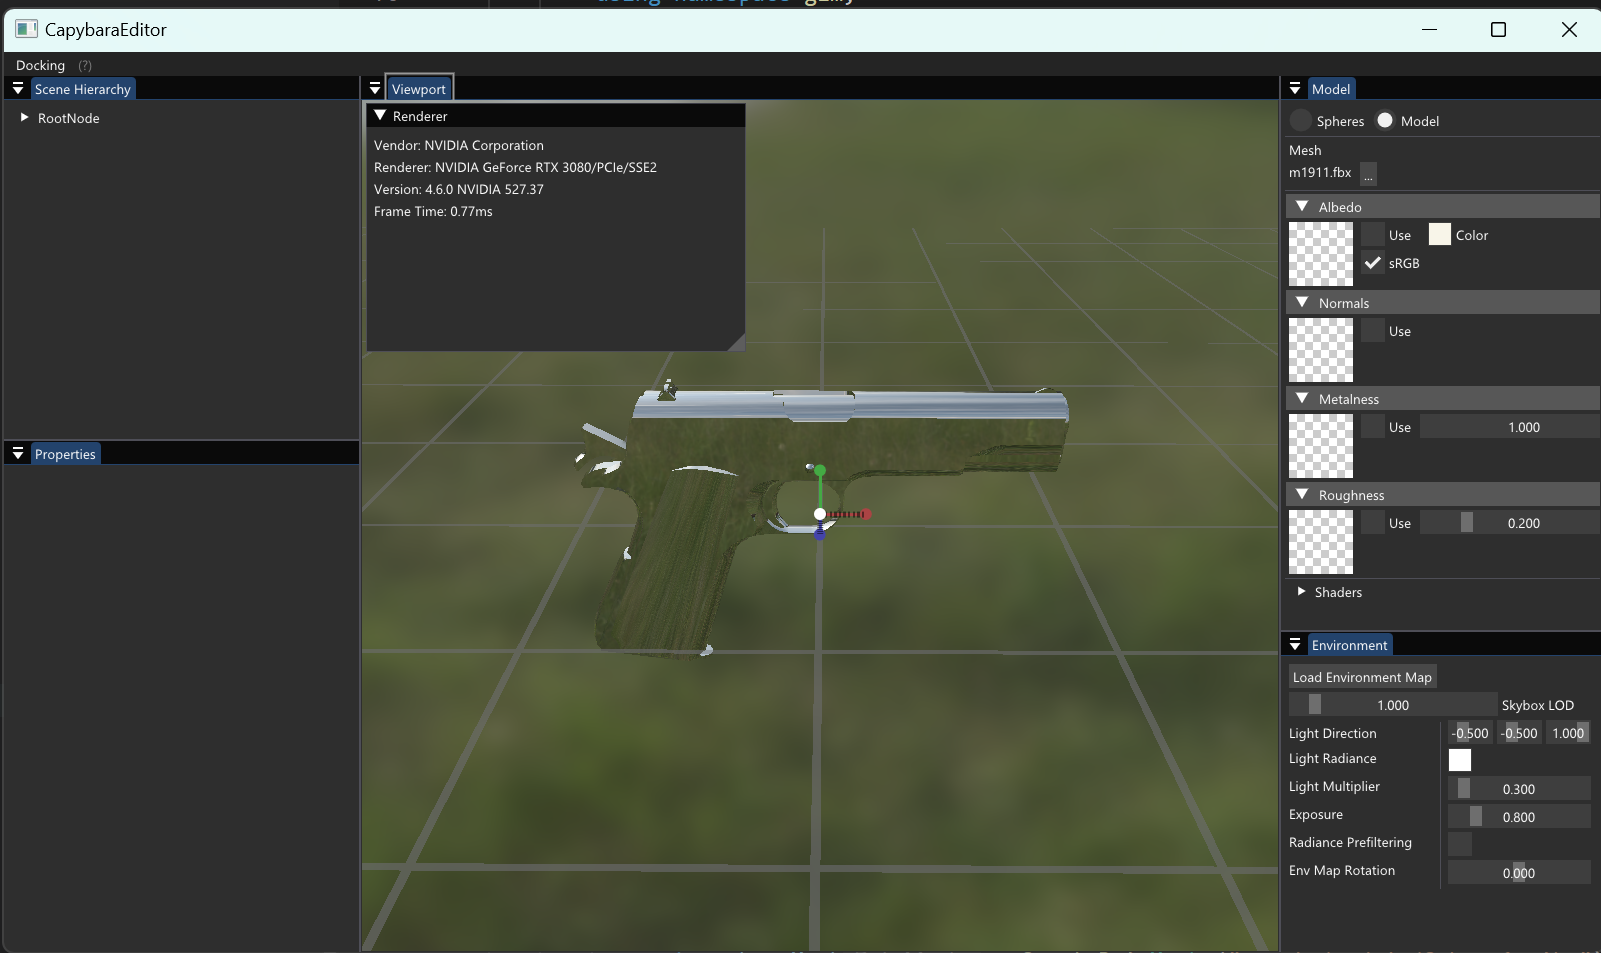 CapybaraEditor
Docking (?)
Scene Hierarchy
RootNode
Properties
Viewport
Renderer
Vendor: NVIDIA Corporation
Renderer: NVIDIA GeForce RTX 3080/PCIe/SSE2
Version: 4.6.0 NVIDIA 527.37
Frame Time: 0.77ms
Model
Spheres Model
Mesh
m1911.fbx ...
Albedo
Use Color
sRGB
Normals
Use
Metalness
Use 1.000
Roughness
Use 0.200
Shaders
Environment
Load Environment Map
1.000 Skybox LOD
Light Direction -0.500 -0.500 1.000
Light Radiance
Light Multiplier 0.300
Exposure 0.800
Radiance Prefiltering
Env Map Rotation 0.000